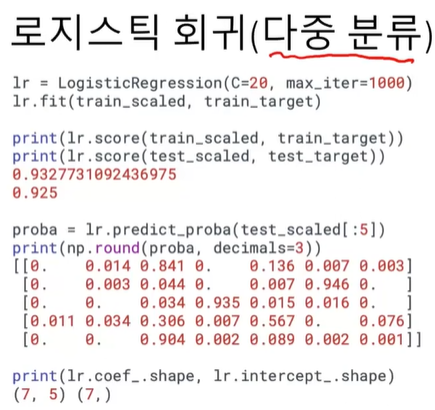 로지스틱 회귀(다중 분류)
lr = LogisticRegression(C=20, max_iter=1000)
lr.fit(train_scaled, train_target)
print(lr.score(train_scaled, train_target))
print(lr.score(test_scaled, test_target))
0.9327731092436975
0.925
proba = lr.predict_proba(test_scaled[:5])
print(np.round(proba, decimals=3))
[[0.    0.014 0.841 0.    0.136 0.007 0.003]
 [0.    0.003 0.044 0.    0.007 0.946 0.   ]
 [0.    0.    0.034 0.935 0.015 0.016 0.   ]
 [0.011 0.034 0.306 0.007 0.567 0.    0.076]
 [0.    0.    0.904 0.002 0.089 0.002 0.001]]
print(lr.coef_.shape, lr.intercept_.shape)
(7, 5) (7,)